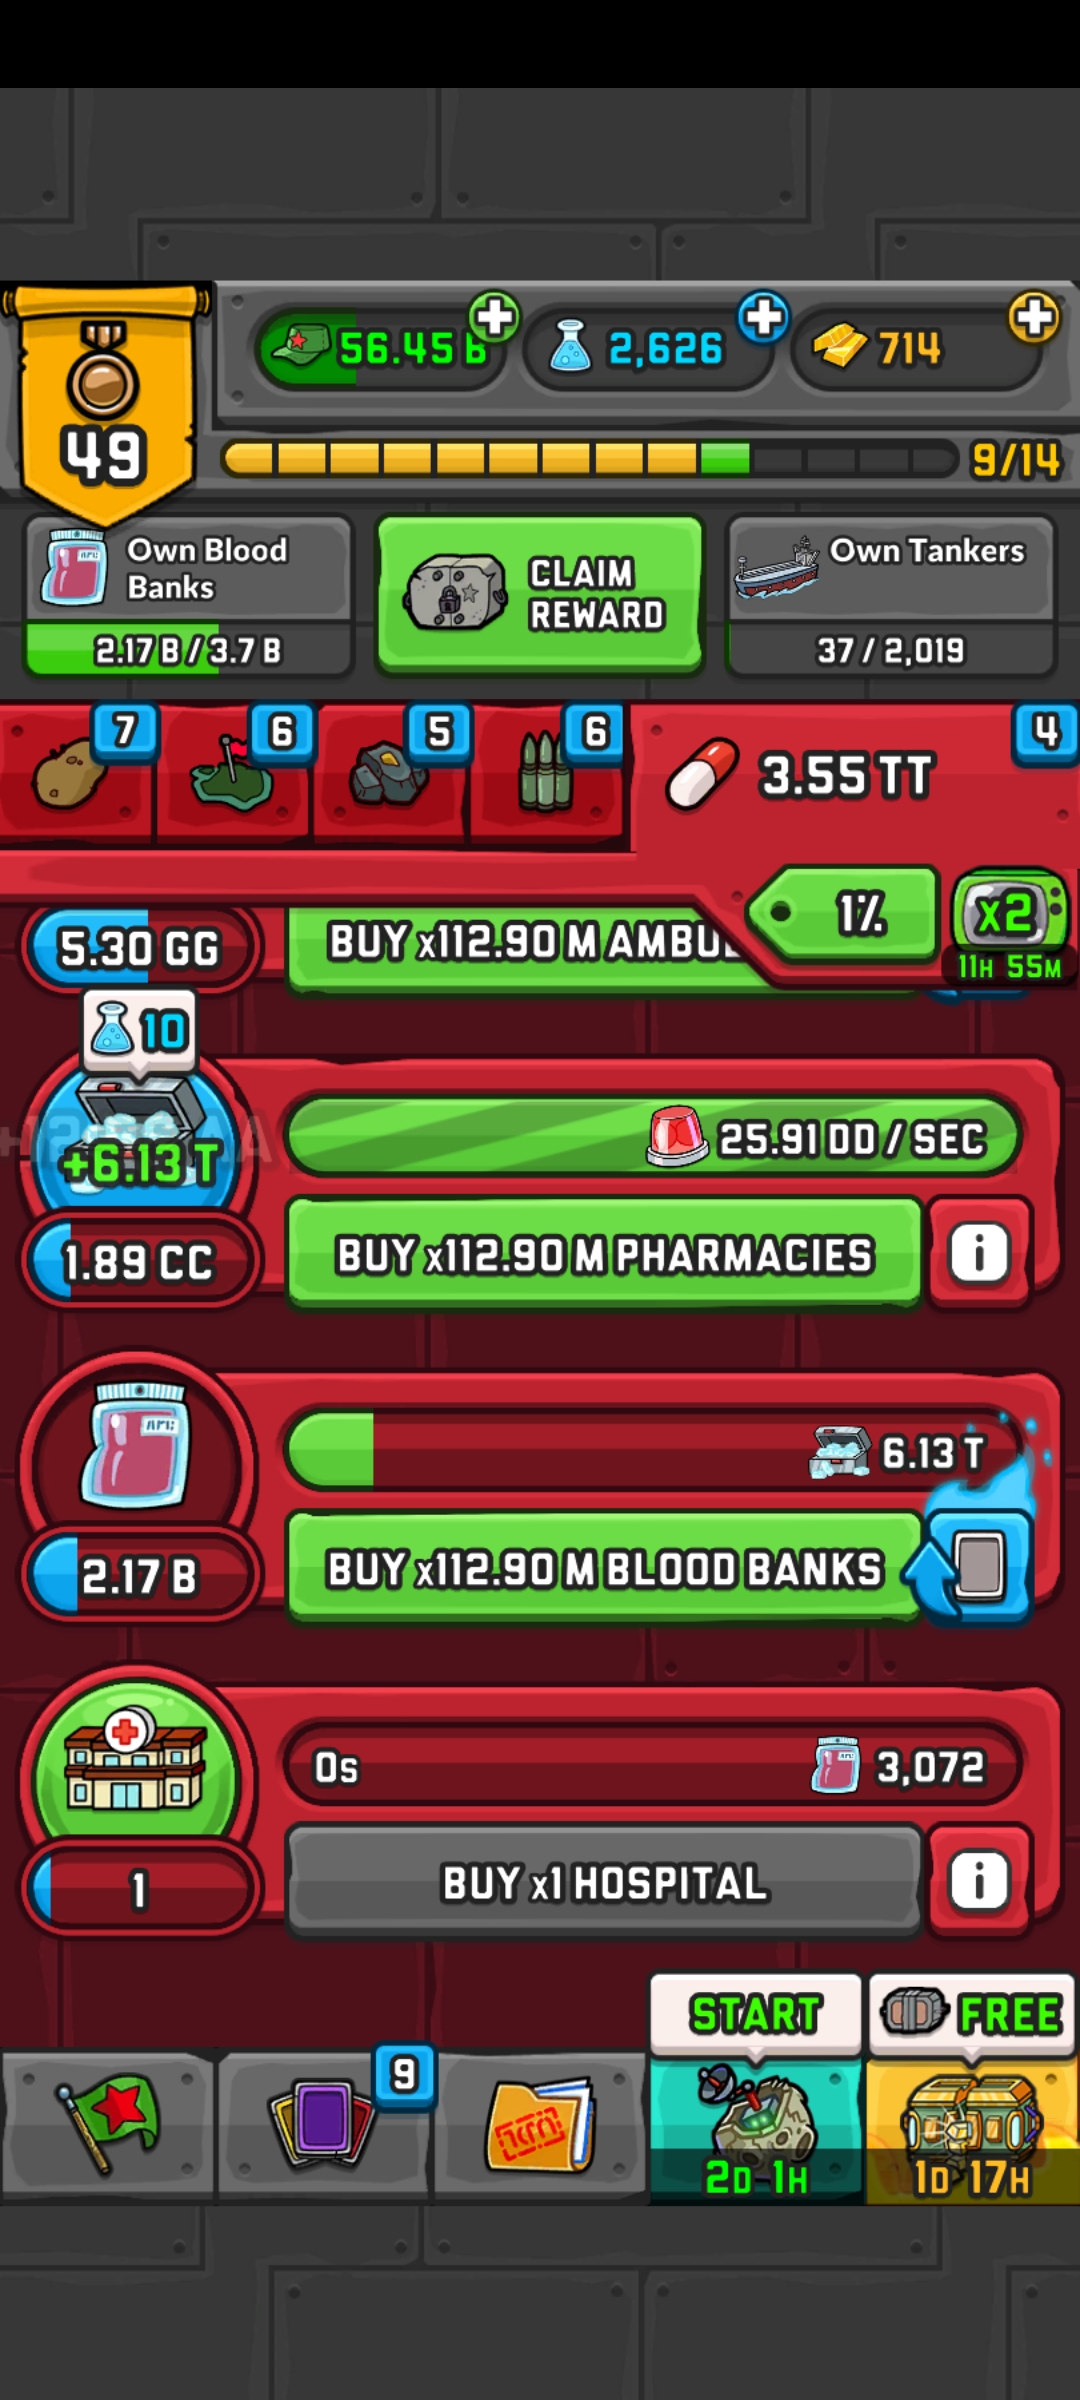 56.45 B
2,626
714
49
9/14
Own Blood
Banks
2.17 B / 3.7 B
CLAIM
REWARD
Own Tankers
37 / 2,019
7
6
5
6
3.55 TT
4
1%
x2
11H 55M
5.30 GG
BUY x112.90 M
10
+6.13 T
25.91 DD / SEC
1.89 CC
BUY x112.90 M PHARMACIES
i
6.13 T
2.17 B
BUY x112.90 M BLOOD BANKS
0s
3,072
1
BUY x1 HOSPITAL
i
START
FREE
9
2D 1H
1D 17H